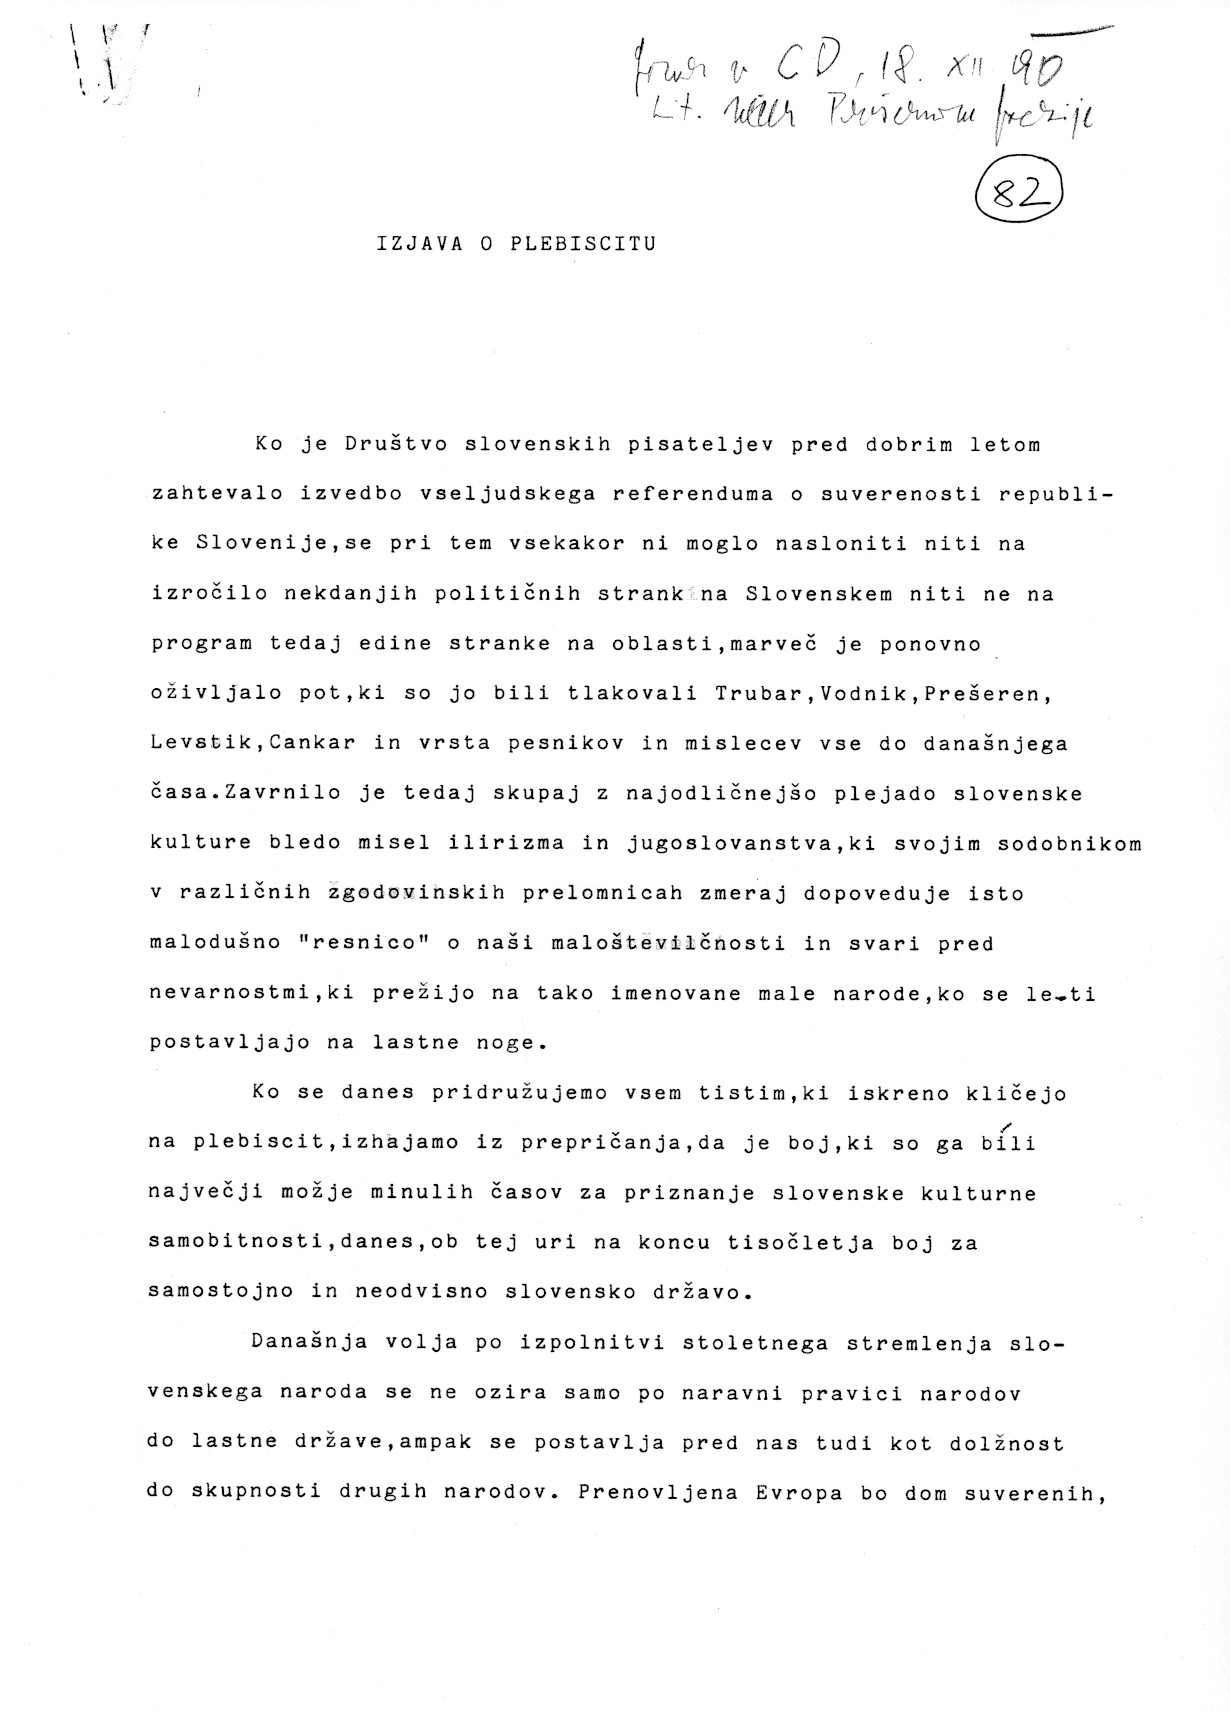 v CD, 18. XII 90
Lt. večer Prešernove poezije
82
IZJAVA O PLEBISCITU
Ko je Društvo slovenskih pisateljev pred dobrim letom
zahtevalo izvedbo vseljudskega referenduma o suverenosti republi-
ke Slovenije,se pri tem vsekakor ni moglo nasloniti niti na
izročilo nekdanjih političnih strank na Slovenskem niti ne na
program tedaj edine stranke na oblasti,marveč je ponovno
oživljalo pot,ki so jo bili tlakovali Trubar,Vodnik,Prešeren,
Levstik,Cankar in vrsta pesnikov in mislecev vse do današnjega
časa.Zavrnilo je tedaj skupaj z najodličnejšo plejado slovenske
kulture bledo misel ilirizma in jugoslovanstva,ki svojim sodobnikom
v različnih zgodovinskih prelomnicah zmeraj dopoveduje isto
malodušno "resnico" o naši maloštevilčnosti in svari pred
nevarnostmi,ki prežijo na tako imenovane male narode,ko se le-ti
postavljajo na lastne noge.
Ko se danes pridružujemo vsem tistim,ki iskreno kličejo
na plebiscit,izhajamo iz prepričanja,da je boj,ki so ga bíli
največji možje minulih časov za priznanje slovenske kulturne
samobitnosti,danes,ob tej uri na koncu tisočletja boj za
samostojno in neodvisno slovensko državo.
Današnja volja po izpolnitvi stoletnega stremlenja slo-
venskega naroda se ne ozira samo po naravni pravici narodov
do lastne države,ampak se postavlja pred nas tudi kot dolžnost
do skupnosti drugih narodov. Prenovljena Evropa bo dom suverenih,